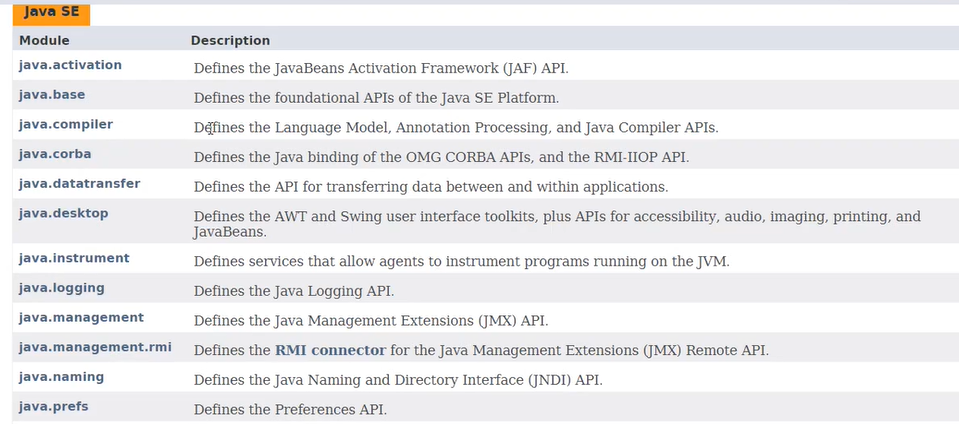 Java SE
Module Description
java.activation Defines the JavaBeans Activation Framework (JAF) API.
java.base Defines the foundational APIs of the Java SE Platform.
java.compiler Defines the Language Model, Annotation Processing, and Java Compiler APIs.
java.corba Defines the Java binding of the OMG CORBA APIs, and the RMI-IIOP API.
java.datatransfer Defines the API for transferring data between and within applications.
java.desktop Defines the AWT and Swing user interface toolkits, plus APIs for accessibility, audio, imaging, printing, and
JavaBeans.
java.instrument Defines services that allow agents to instrument programs running on the JVM.
java.logging Defines the Java Logging API.
java.management Defines the Java Management Extensions (JMX) API.
java.management.rmi Defines the RMI connector for the Java Management Extensions (JMX) Remote API.
java.naming Defines the Java Naming and Directory Interface (JNDI) API.
java.prefs Defines the Preferences API.